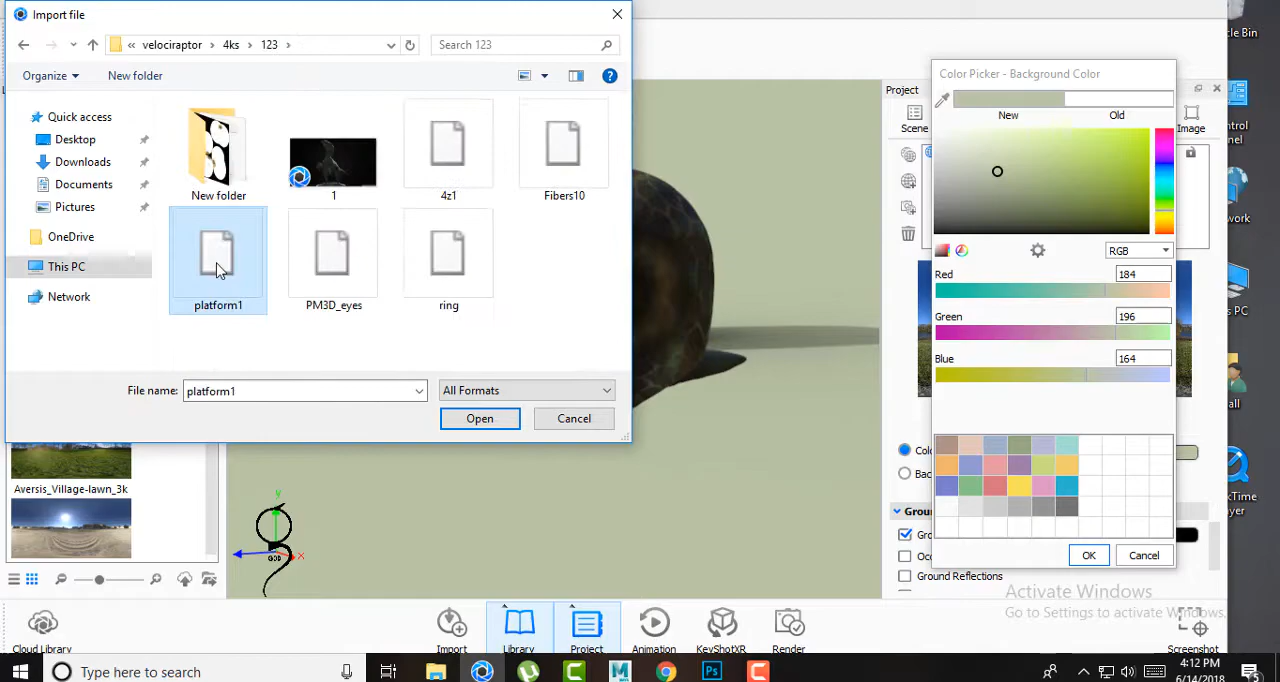 Import file
« velociraptor › 4ks › 123 ›
Search 123
Organize
New folder
Quick access
Desktop
Downloads
Documents
Pictures
OneDrive
This PC
Network
New folder
1
4z1
Fibers10
platform1
PM3D_eyes
ring
File name:
platform1
All Formats
Open
Cancel
Color Picker - Background Color
New
Old
RGB
Red
184
Green
196
Blue
164
OK
Cancel
Project
Scene
Image
Aversis_Village-lawn_3k
y
x
Ground Reflections
Activate Windows
Go to Settings to activate Windows.
Cloud Library
Import
Library
Project
Animation
KeyShotXR
Render
Screenshot
Type here to search
Ps
4:12 PM
6/14/2018